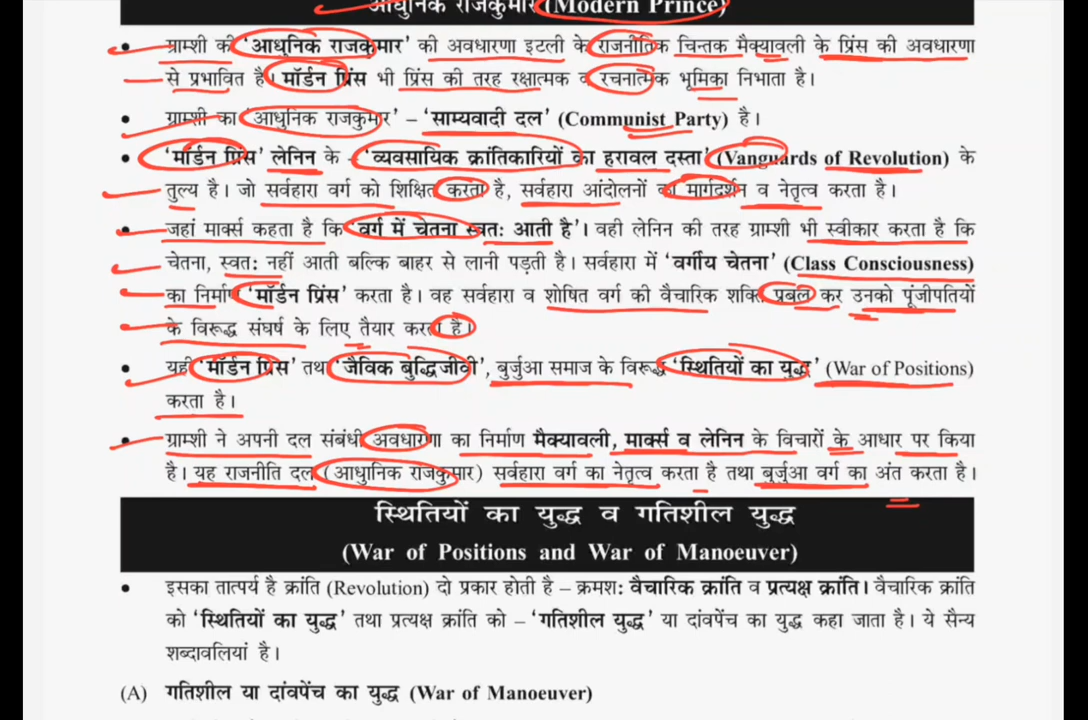 आधुनिक राजकुमार (Modern Prince)
• ग्राम्शी की ‘आधुनिक राजकुमार’ की अवधारणा इटली के राजनीतिक चिन्तक मैक्यावली के प्रिंस की अवधारणा
से प्रभावित है। मॉर्डन प्रिंस भी प्रिंस की तरह रक्षात्मक व रचनात्मक भूमिका निभाता है।
• ग्राम्शी का ‘आधुनिक राजकुमार’ – ‘साम्यवादी दल’ (Communist Party) है।
• ‘मॉर्डन प्रिंस’ लेनिन के – ‘व्यवसायिक क्रांतिकारियों का हरावल दस्ता’ (Vanguards of Revolution) के
तुल्य है। जो सर्वहारा वर्ग को शिक्षित करता है, सर्वहारा आंदोलनों का मार्गदर्शन व नेतृत्व करता है।
• जहां मार्क्स कहता है कि ‘वर्ग में चेतना स्वत: आती है’। वही लेनिन की तरह ग्राम्शी भी स्वीकार करता है कि
चेतना, स्वत: नहीं आती बल्कि बाहर से लानी पड़ती है। सर्वहारा में ‘वर्गीय चेतना’ (Class Consciousness)
का निर्माण ‘मॉर्डन प्रिंस’ करता है। वह सर्वहारा व शोषित वर्ग की वैचारिक शक्ति प्रबल कर उनको पूंजीपतियों
के विरूद्ध संघर्ष के लिए तैयार करता है।
• यही ‘मॉर्डन प्रिंस’ तथा ‘जैविक बुद्धिजीवी’, बुर्जुआ समाज के विरूद्ध ‘स्थितियों का युद्ध’ (War of Positions)
करता है।
• ग्राम्शी ने अपनी दल संबंधी अवधारणा का निर्माण मैक्यावली, मार्क्स व लेनिन के विचारों के आधार पर किया
है। यह राजनीति दल (आधुानिक राजकुमार) सर्वहारा वर्ग का नेतृत्व करता है तथा बुर्जुआ वर्ग का अंत करता है।
स्थितियों का युद्ध व गतिशील युद्ध
(War of Positions and War of Manoeuver)
• इसका तात्पर्य है क्रांति (Revolution) दो प्रकार होती है – क्रमश: वैचारिक क्रांति व प्रत्यक्ष क्रांति। वैचारिक क्रांति
को ‘स्थितियों का युद्ध’ तथा प्रत्यक्ष क्रांति को – ‘गतिशील युद्ध’ या दांवपेंच का युद्ध कहा जाता है। ये सैन्य
शब्दावलियां है।
(A) गतिशील या दांवपेंच का युद्ध (War of Manoeuver)